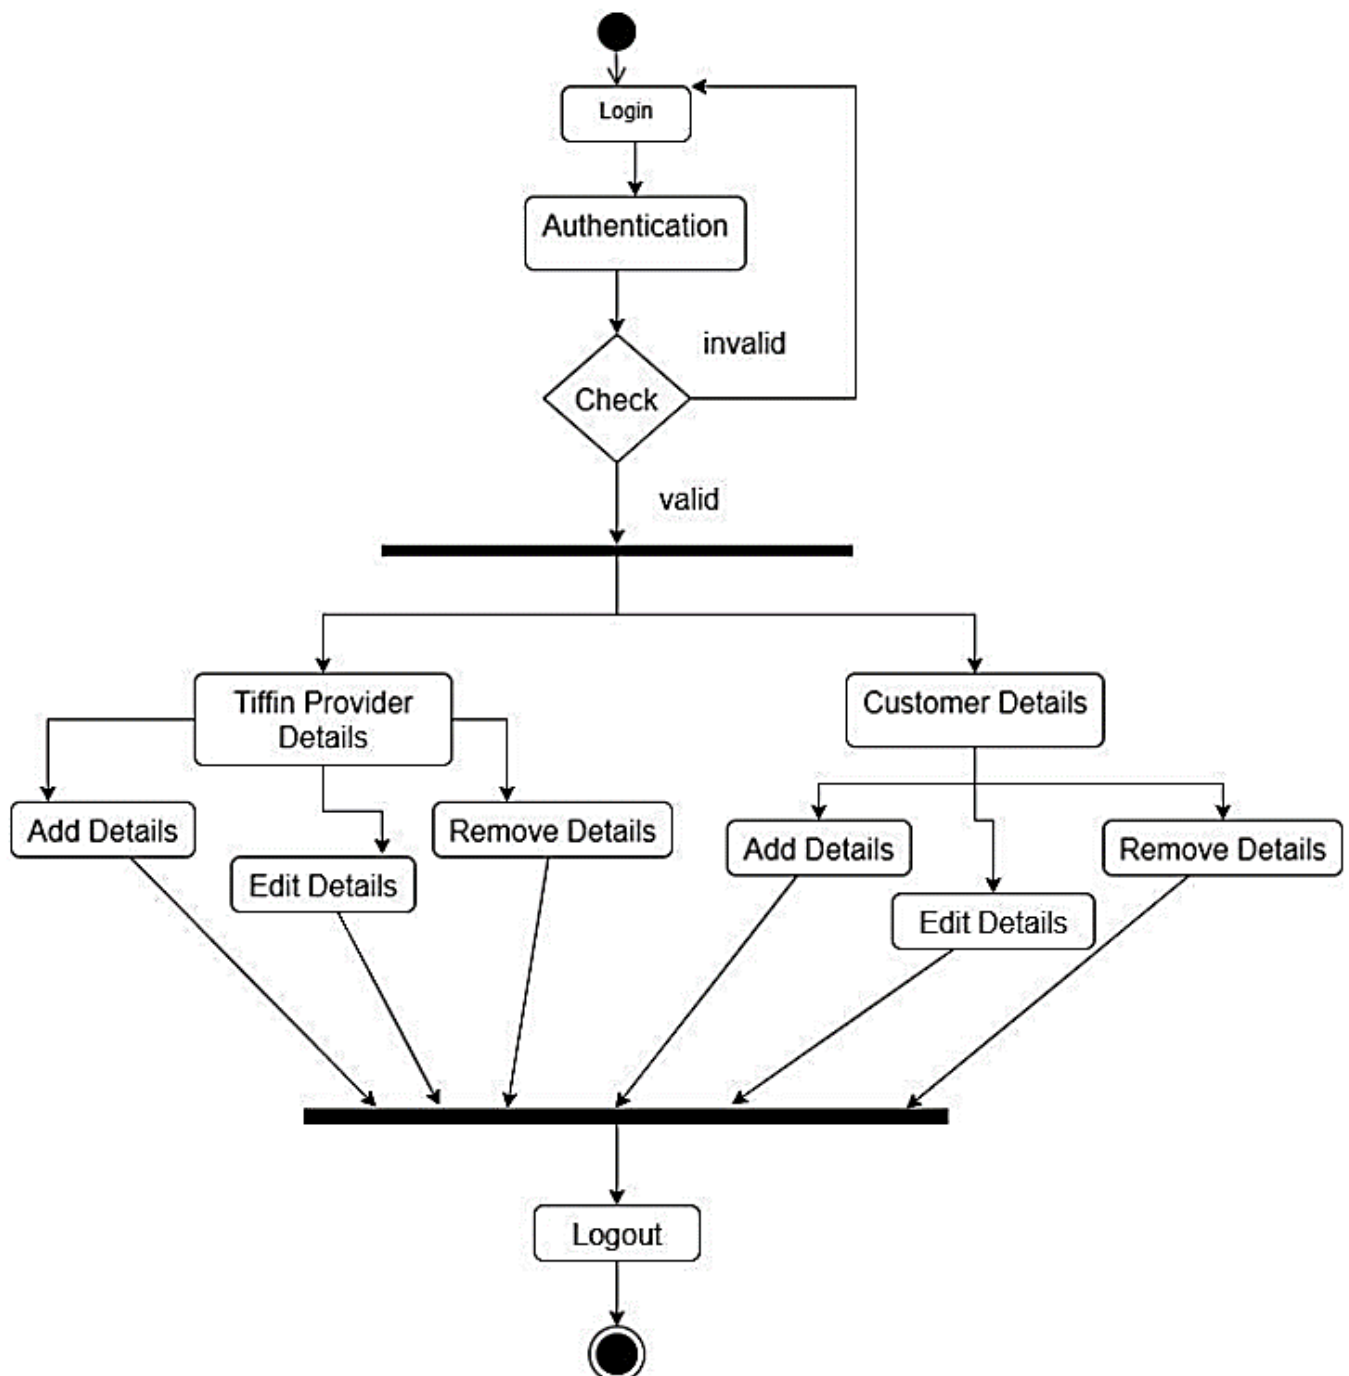 Login
Authentication
invalid
Check
valid
Tiffin Provider
Details
Customer Details
Add Details
Edit Details
Remove Details
Add Details
Edit Details
Remove Details
Logout